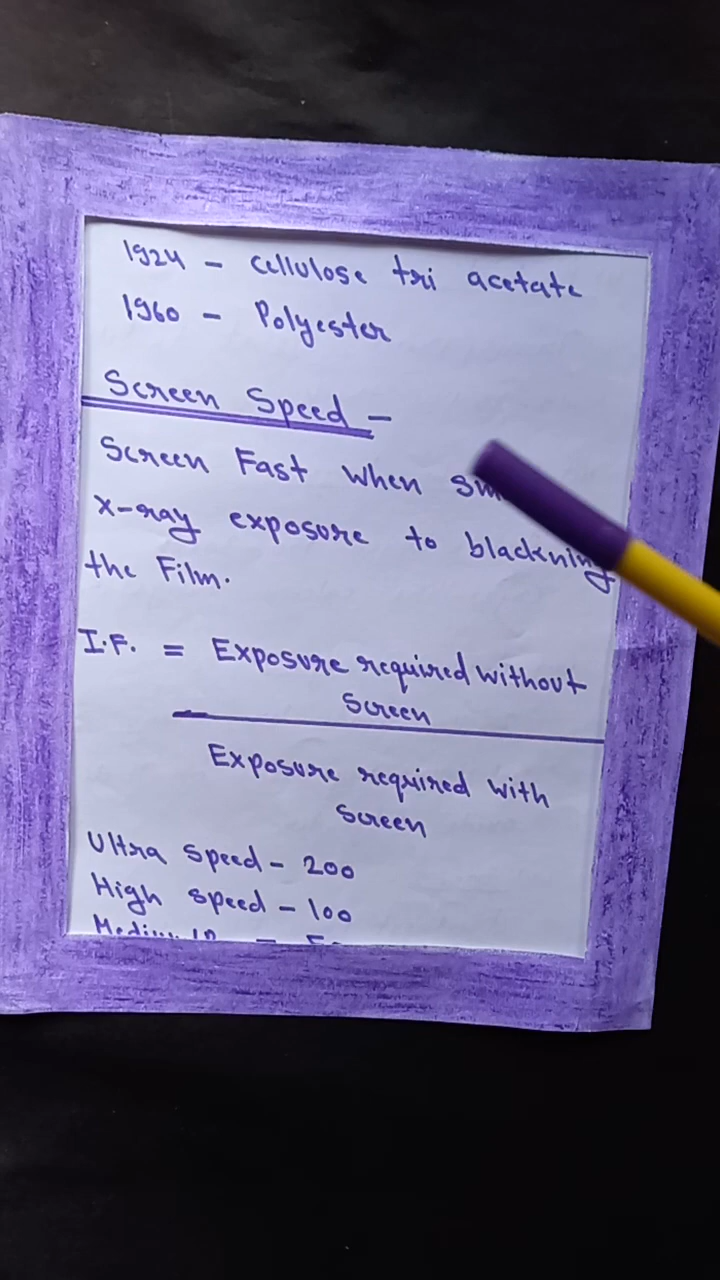 1924 - Cellulose tri acetate
1960 - Polyester
Screen Speed -
Screen Fast when
x-ray exposure to blackning
the Film.
I.F. = Exposure required without
Screen
Exposure required with
Screen
Ultra Speed - 200
High speed - 100